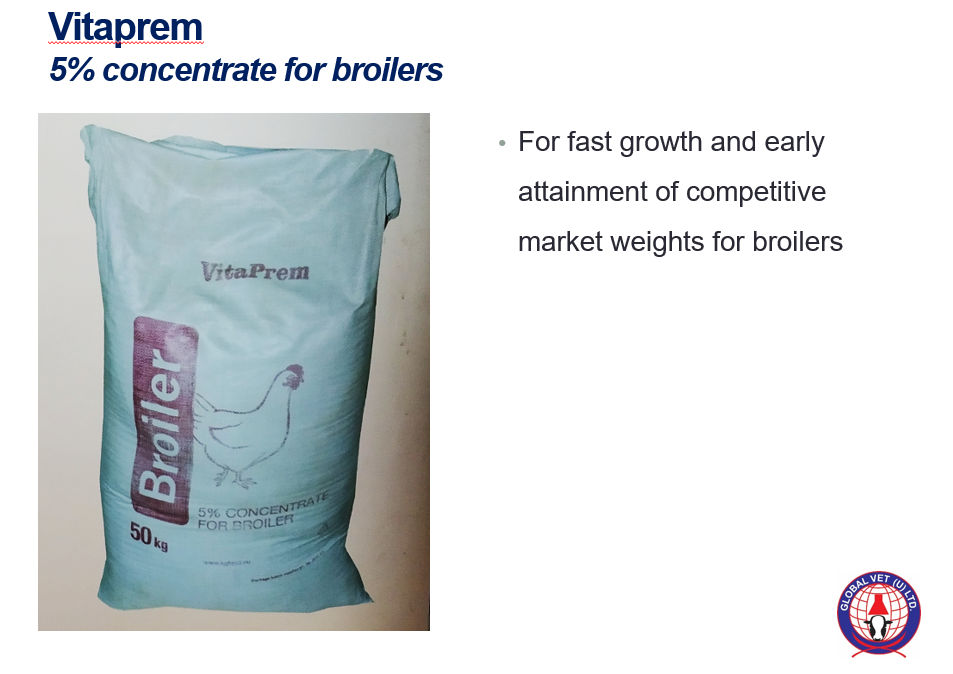 Vitaprem
5% concentrate for broilers
• For fast growth and early
attainment of competitive
market weights for broilers
VitaPrem
Broiler
5% CONCENTRATE
FOR BROILER
50 kg
GLOBAL VET (U) LTD.